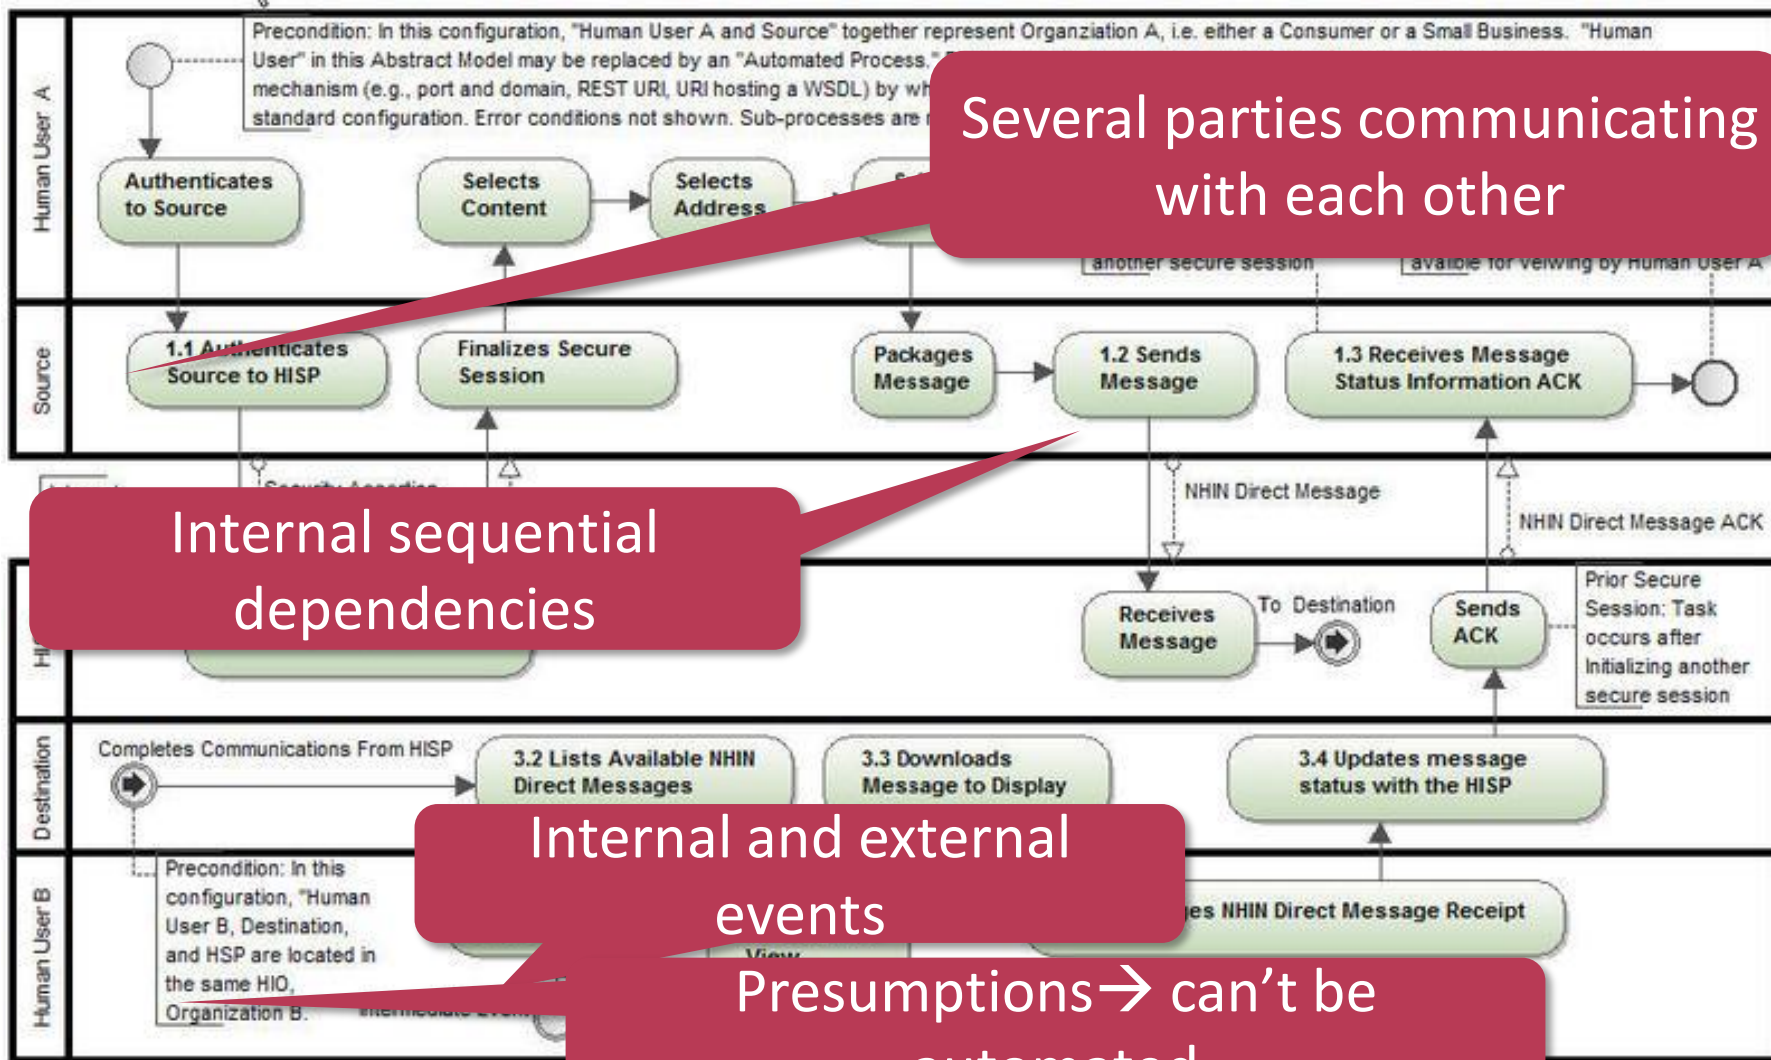 Precondition: In this configuration, "Human User A and Source" together represent Organziation A, i.e. either a Consumer or a Small Business. "Human
User" in this Abstract Model may be replaced by an "Automated Process."
mechanism (e.g., port and domain, REST URI, URI hosting a WSDL) by
standard configuration. Error conditions not shown. Sub-processes are
Several parties communicating
with each other
Human User A
Authenticates
to Source
Selects
Content
Selects
Address
another secure session
availble for veiwing by Human User A
Source
1.1 Authenticates
Source to HISP
Finalizes Secure
Session
Packages
Message
1.2 Sends
Message
1.3 Receives Message
Status Information ACK
Security Assertion
NHIN Direct Message
NHIN Direct Message ACK
Internal sequential
dependencies
Receives
Message
To Destination
Sends
ACK
Prior Secure
Session: Task
occurs after
Initializing another
secure session
Destination
Completes Communications From HISP
3.2 Lists Available NHIN
Direct Messages
3.3 Downloads
Message to Display
3.4 Updates message
status with the HISP
Internal and external
events
Human User B
Precondition: In this
configuration, "Human
User B, Destination,
and HSP are located in
the same HIO,
Organization B.
NHIN Direct Message Receipt
View
Intermediate Event
Presumptions→ can't be
automated